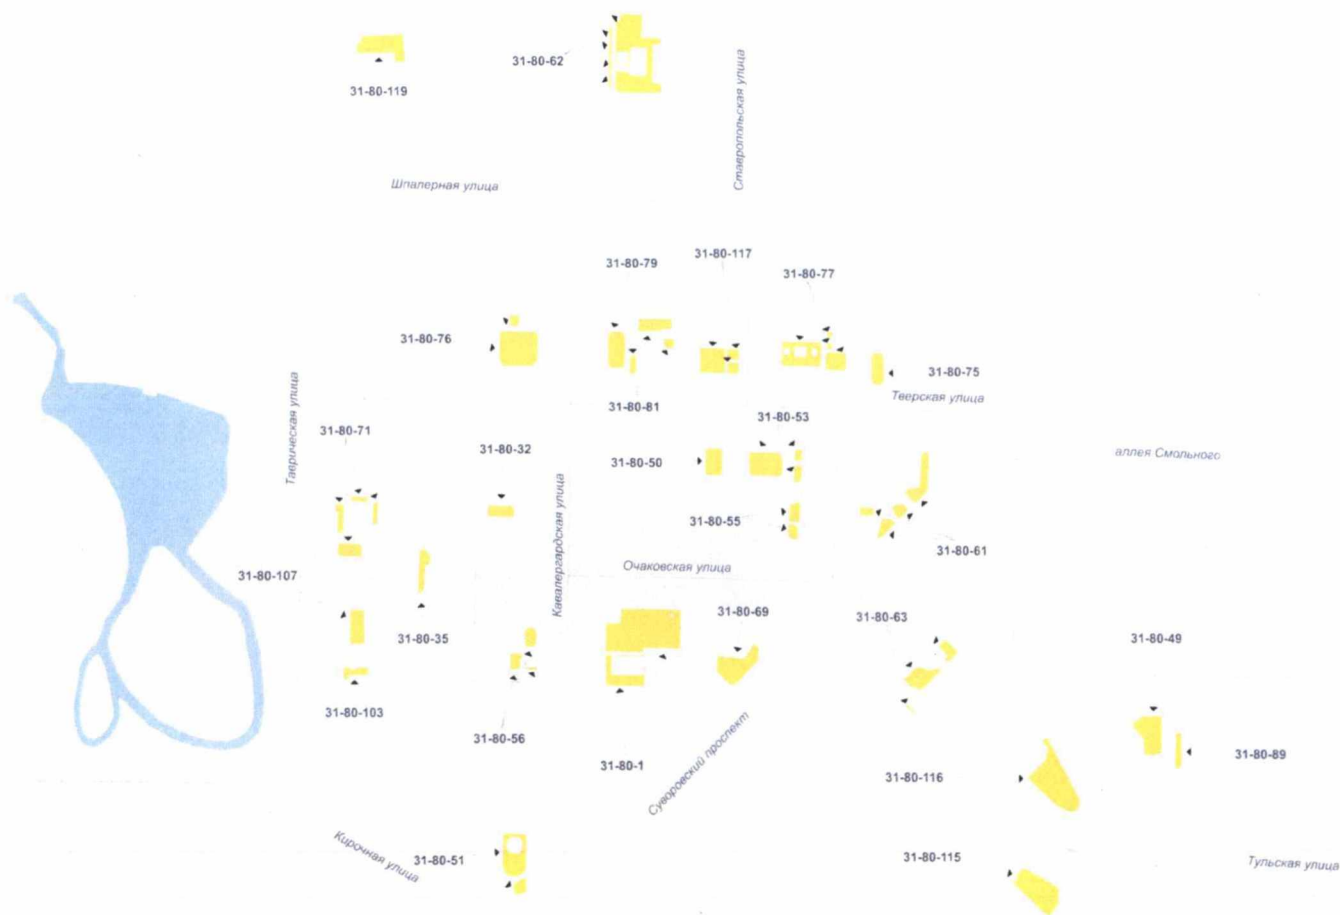 31-80-62
31-80-119
Ставропольская улица
Шпалерная улица
31-80-117
31-80-79
31-80-77
31-80-76
31-80-75
Тверская улица
31-80-81
31-80-53
Таврическая улица
31-80-71
31-80-32
31-80-50
аллея Смольного
31-80-55
Кавалергардская улица
31-80-61
Очаковская улица
31-80-107
31-80-69
31-80-63
31-80-35
31-80-49
31-80-103
31-80-56
31-80-1
Суворовский проспект
31-80-89
31-80-116
Кирочная улица
31-80-51
31-80-115
Тульская улица